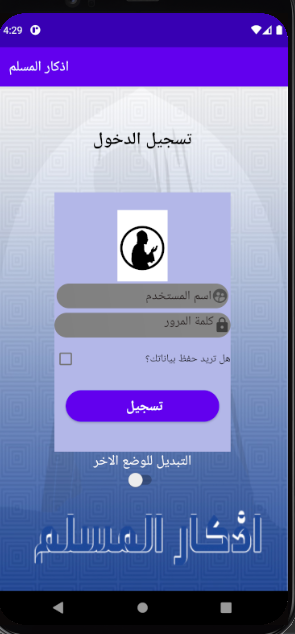 4:29
اذكار المسلم
تسجيل الدخول
اسم المستخدم
كلمة المرور
هل تريد حفظ بياناتك؟
تسجيل
التبديل للوضع الاخر
اذكار المسلم